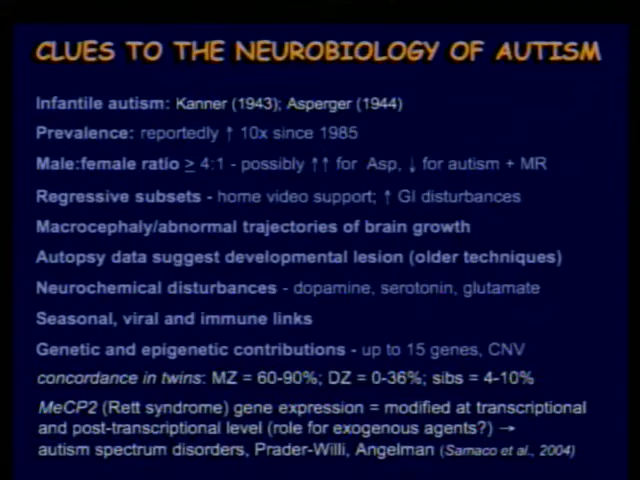 CLUES TO THE NEUROBIOLOGY OF AUTISM
Infantile autism: Kanner (1943); Asperger (1944)
Prevalence: reportedly ↑ 10x since 1985
Male:female ratio ≥ 4:1 - possibly ↑↑ for Asp, ↓ for autism + MR
Regressive subsets - home video support; ↑ GI disturbances
Macrocephaly/abnormal trajectories of brain growth
Autopsy data suggest developmental lesion (older techniques)
Neurochemical disturbances - dopamine, serotonin, glutamate
Seasonal, viral and immune links
Genetic and epigenetic contributions - up to 15 genes, CNV
concordance in twins: MZ = 60-90%; DZ = 0-36%; sibs = 4-10%
MeCP2 (Rett syndrome) gene expression = modified at transcriptional
and post-transcriptional level (role for exogenous agents?) →
autism spectrum disorders, Prader-Willi, Angelman (Samaco et al., 2004)